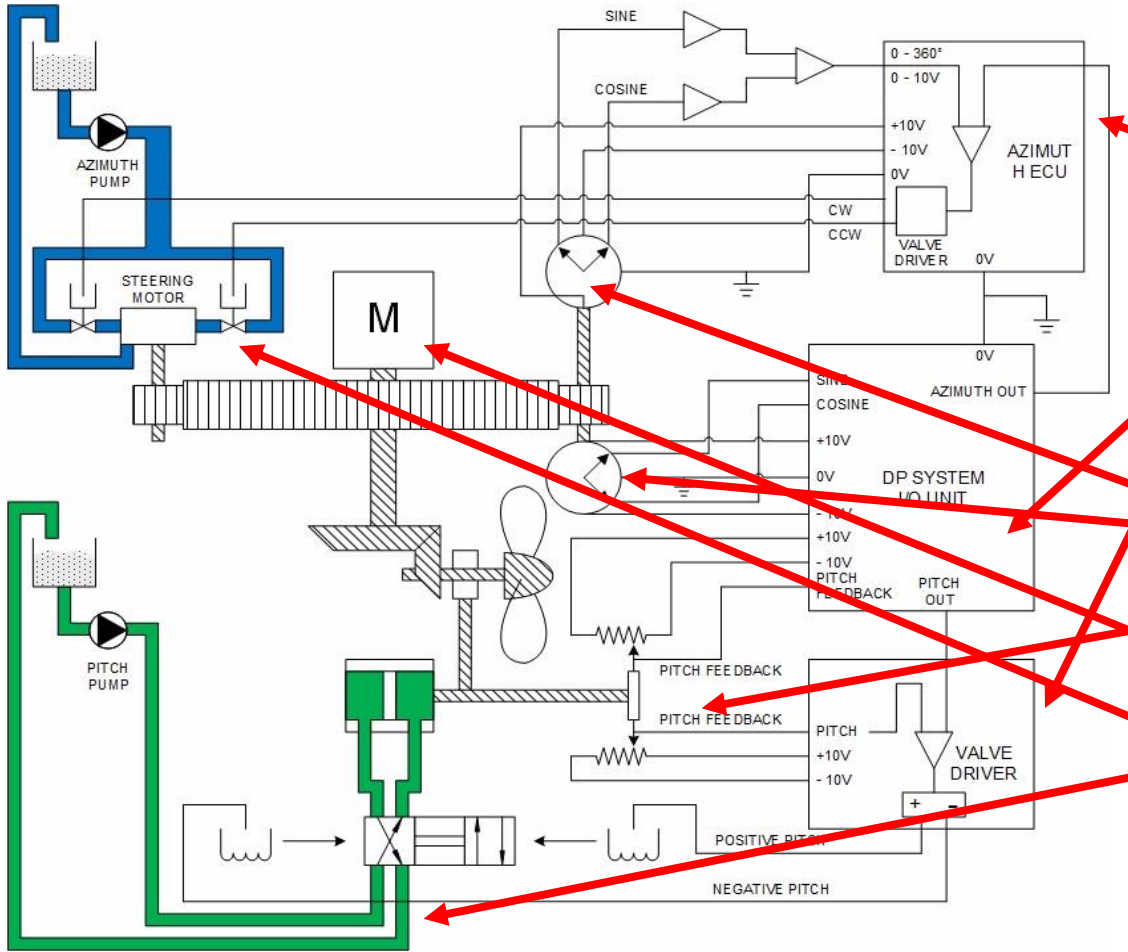 SINE
COSINE
0 - 360°
0 - 10V
+10V
- 10V
0V
AZIMUT
H ECU
CW
CCW
VALVE
DRIVER
0V
AZIMUTH
PUMP
STEERING
MOTOR
M
0V
SINE
COSINE
AZIMUTH OUT
+10V
0V
DP SYSTEM
I/O UNIT
- 10V
+10V
- 10V
PITCH
FEEDBACK
PITCH
OUT
PITCH
PUMP
PITCH FEEDBACK
PITCH FEEDBACK
PITCH
+10V
- 10V
VALVE
DRIVER
+ -
POSITIVE PITCH
NEGATIVE PITCH